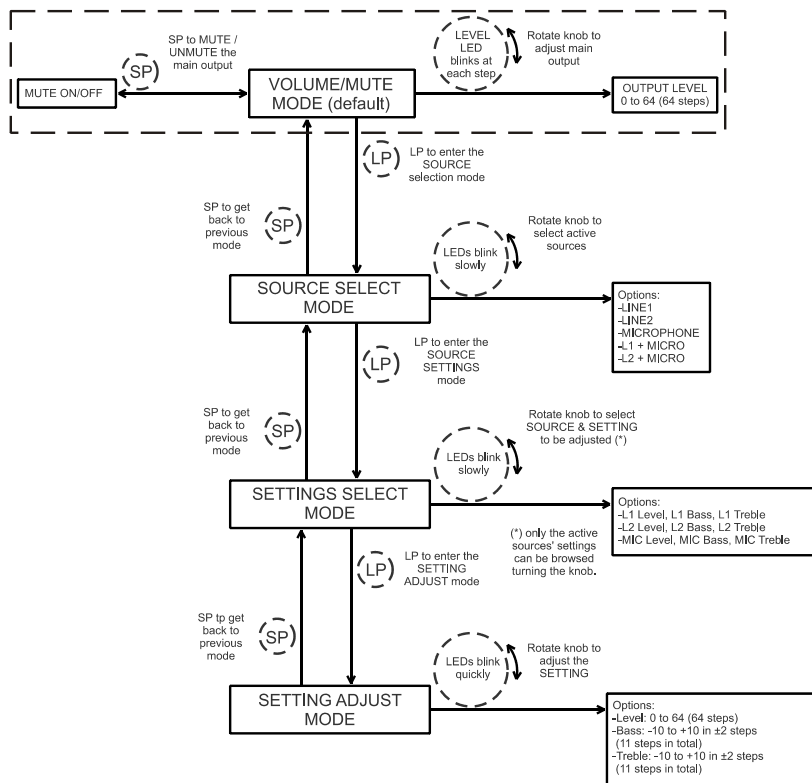 SP to MUTE /
UNMUTE the
main output
SP
MUTE ON/OFF
VOLUME/MUTE
MODE (default)
LEVEL
LED
blinks at
each step
Rotate knob to
adjust main
output
OUTPUT LEVEL
0 to 64 (64 steps)
LP
LP to enter the
SOURCE
selection mode
SP to get
back to
previous
mode
SP
SOURCE SELECT
MODE
LEDs blink
slowly
Rotate knob to
select active
sources
Options:
-LINE1
-LINE2
-MICROPHONE
-L1 + MICRO
-L2 + MICRO
LP
LP to enter the
SOURCE
SETTINGS
mode
SP to get
back to
previous
mode
SP
SETTINGS SELECT
MODE
LEDs blink
slowly
Rotate knob to select
SOURCE & SETTING
to be adjusted (*)
(*) only the active
sources' settings
can be browsed
turning the knob.
Options:
-L1 Level, L1 Bass, L1 Treble
-L2 Level, L2 Bass, L2 Treble
-MIC Level, MIC Bass, MIC Treble
LP
LP to enter the
SETTING
ADJUST mode
SP tp get
back to
previous
mode
SP
SETTING ADJUST
MODE
LEDs blink
quickly
Rotate knob to
adjust the
SETTING
Options:
-Level: 0 to 64 (64 steps)
-Bass: -10 to +10 in ±2 steps
(11 steps in total)
-Treble: -10 to +10 in ±2 steps
(11 steps in total)